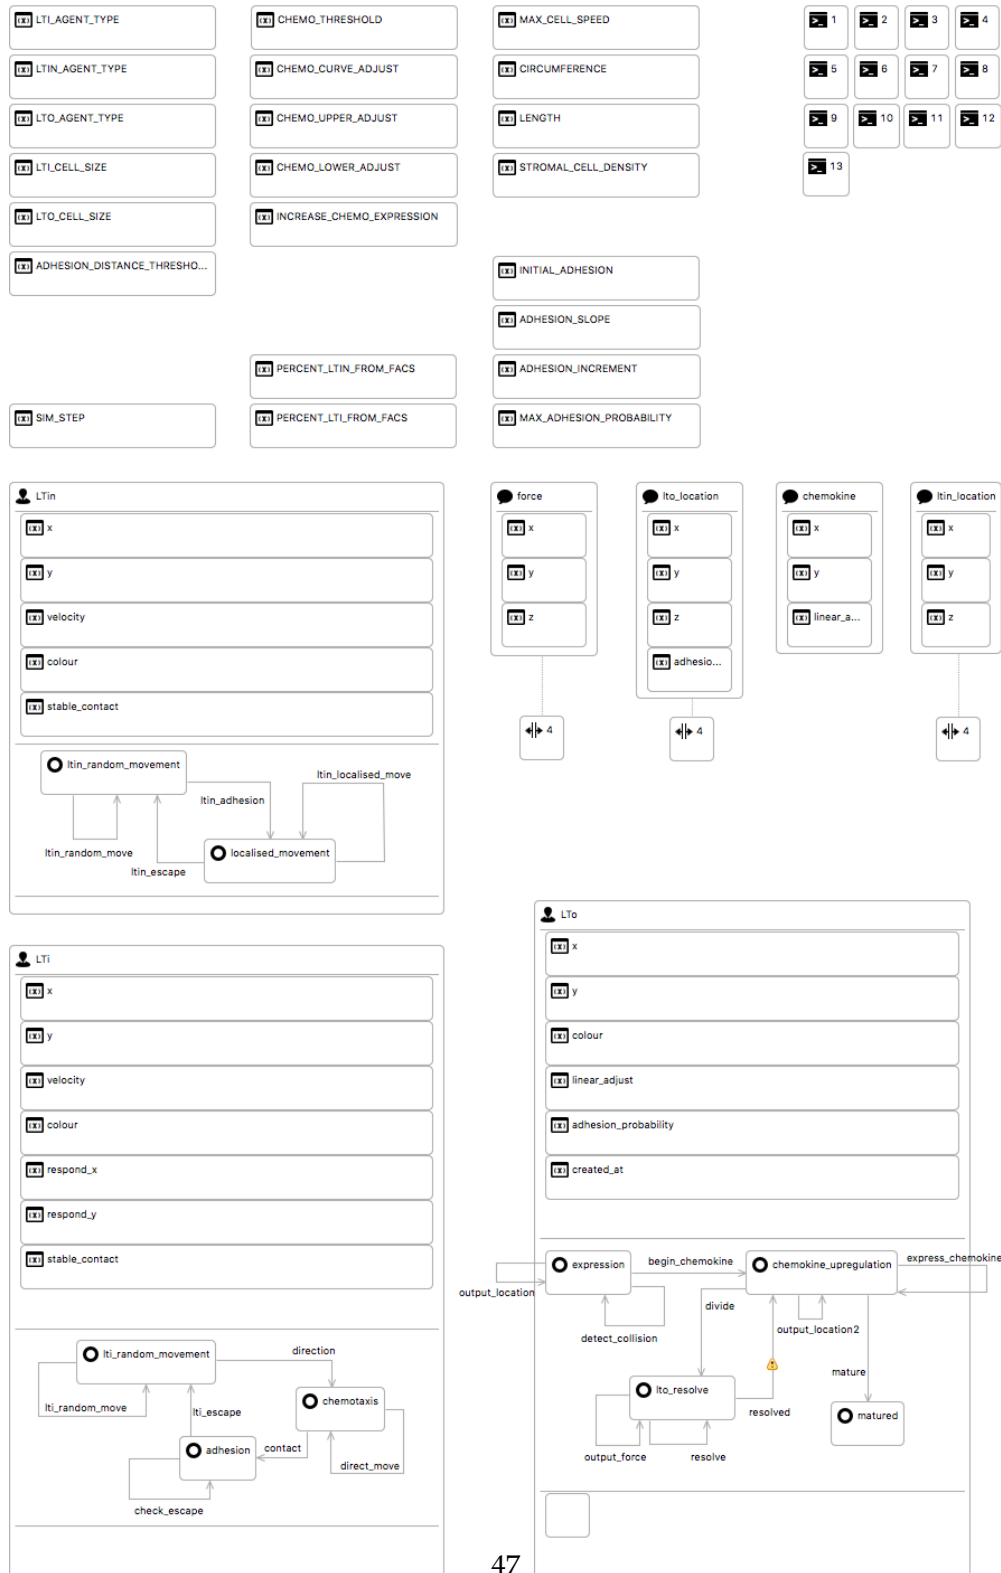 LTI_AGENT_TYPE
LTIN_AGENT_TYPE
LTO_AGENT_TYPE
LTI_CELL_SIZE
LTO_CELL_SIZE
ADHESION_DISTANCE_THRESHO...
SIM_STEP
CHEMO_THRESHOLD
CHEMO_CURVE_ADJUST
CHEMO_UPPER_ADJUST
CHEMO_LOWER_ADJUST
INCREASE_CHEMO_EXPRESSION
PERCENT_LTIN_FROM_FACS
PERCENT_LTI_FROM_FACS
MAX_CELL_SPEED
CIRCUMFERENCE
LENGTH
STROMAL_CELL_DENSITY
INITIAL_ADHESION
ADHESION_SLOPE
ADHESION_INCREMENT
MAX_ADHESION_PROBABILITY
1 2 3 4
5 6 7 8
9 10 11 12
13
LTin
x
y
velocity
colour
stable_contact
ltin_random_movement
ltin_localised_move
ltin_adhesion
ltin_random_move
localised_movement
ltin_escape
force
x
y
z
4
lto_location
x
y
z
adhesio...
4
chemokine
x
y
linear_a...
ltin_location
x
y
z
4
LTi
x
y
velocity
colour
respond_x
respond_y
stable_contact
lti_random_movement
direction
lti_random_move
lti_escape
chemotaxis
adhesion
contact
direct_move
check_escape
LTo
x
y
colour
linear_adjust
adhesion_probability
created_at
expression
begin_chemokine
chemokine_upregulation
express_chemokine
output_location
divide
detect_collision
output_location2
mature
lto_resolve
resolved
matured
output_force
resolve
47